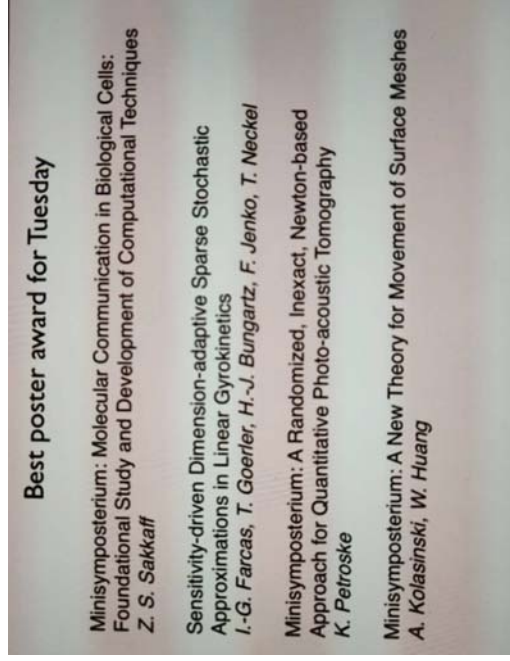 Best poster award for Tuesday
Minisymposterium: Molecular Communication in Biological Cells:
Foundational Study and Development of Computational Techniques
Z. S. Sakkaff
Sensitivity-driven Dimension-adaptive Sparse Stochastic
Approximations in Linear Gyrokinetics
I.-G. Farcas, T. Goerler, H.-J. Bungartz, F. Jenko, T. Neckel
Minisymposterium: A Randomized, Inexact, Newton-based
Approach for Quantitative Photo-acoustic Tomography
K. Petroske
Minisymposterium: A New Theory for Movement of Surface Meshes
A. Kolasinski, W. Huang